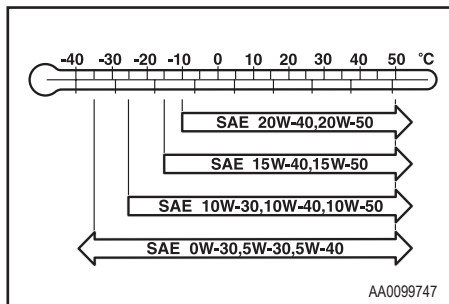 -40 -30 -20 -10 0 10 20 30 40 50 °C
SAE 20W-40,20W-50
SAE 15W-40,15W-50
SAE 10W-30,10W-40,10W-50
SAE 0W-30,5W-30,5W-40
AA0099747